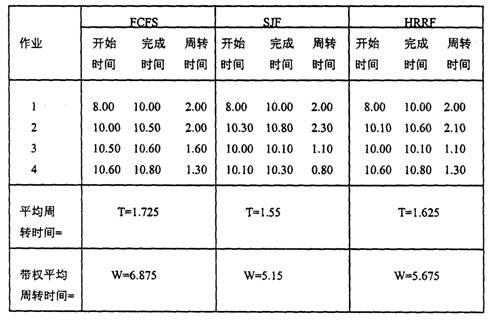 FCFS SJF HRRF
作业 开始 完成 周转 开始 完成 周转 开始 完成 周转
时间 时间 时间 时间 时间 时间 时间 时间 时间
1 8.00 10.00 2.00 8.00 10.00 2.00 8.00 10.00 2.00
2 10.00 10.50 2.00 10.30 10.80 2.30 10.10 10.60 2.10
3 10.50 10.60 1.60 10.00 10.10 1.10 10.00 10.10 1.10
4 10.60 10.80 1.30 10.10 10.30 0.80 10.60 10.80 1.30
平均周 T=1.725 T=1.55 T=1.625
转时间=
带权平均 W=6.875 W=5.15 W=5.675
周转时间=